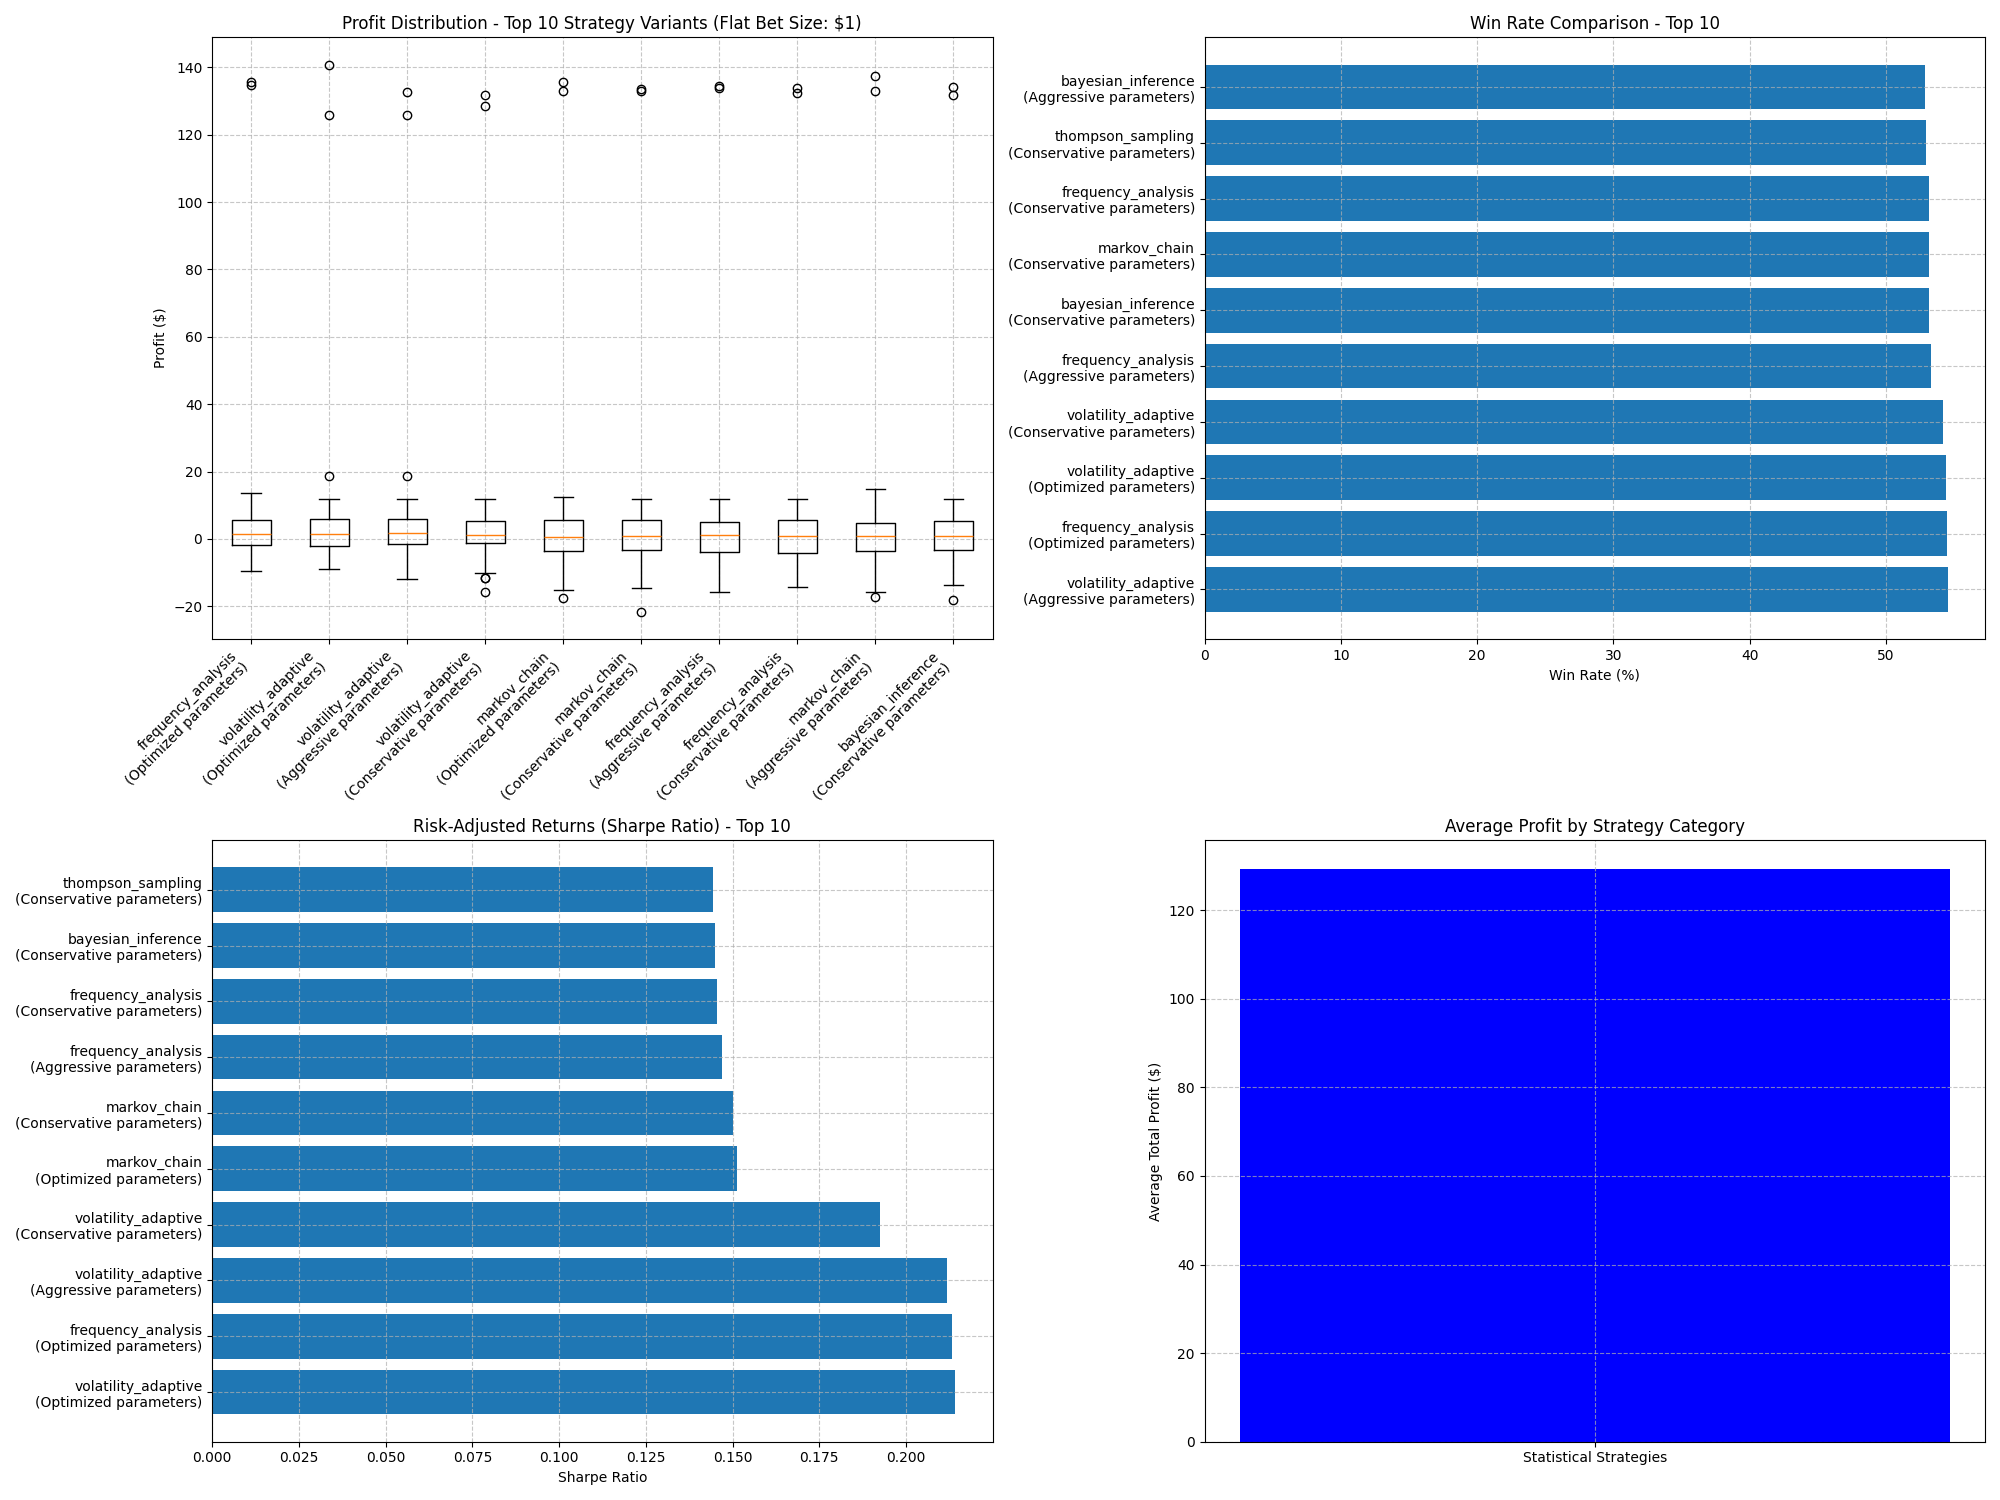 Profit Distribution - Top 10 Strategy Variants (Flat Bet Size: $1)
Profit ($)
140
120
100
80
60
40
20
0
−20
frequency_analysis
(Optimized parameters)
volatility_adaptive
(Optimized parameters)
volatility_adaptive
(Aggressive parameters)
volatility_adaptive
(Conservative parameters)
markov_chain
(Optimized parameters)
markov_chain
(Conservative parameters)
frequency_analysis
(Aggressive parameters)
frequency_analysis
(Conservative parameters)
markov_chain
(Aggressive parameters)
bayesian_inference
(Conservative parameters)
Win Rate Comparison - Top 10
bayesian_inference
(Aggressive parameters)
thompson_sampling
(Conservative parameters)
frequency_analysis
(Conservative parameters)
markov_chain
(Conservative parameters)
bayesian_inference
(Conservative parameters)
frequency_analysis
(Aggressive parameters)
volatility_adaptive
(Conservative parameters)
volatility_adaptive
(Optimized parameters)
frequency_analysis
(Optimized parameters)
volatility_adaptive
(Aggressive parameters)
0 10 20 30 40 50
Win Rate (%)
Risk-Adjusted Returns (Sharpe Ratio) - Top 10
thompson_sampling
(Conservative parameters)
bayesian_inference
(Conservative parameters)
frequency_analysis
(Conservative parameters)
frequency_analysis
(Aggressive parameters)
markov_chain
(Conservative parameters)
markov_chain
(Optimized parameters)
volatility_adaptive
(Conservative parameters)
volatility_adaptive
(Aggressive parameters)
frequency_analysis
(Optimized parameters)
volatility_adaptive
(Optimized parameters)
0.000 0.025 0.050 0.075 0.100 0.125 0.150 0.175 0.200
Sharpe Ratio
Average Profit by Strategy Category
Average Total Profit ($)
120
100
80
60
40
20
0
Statistical Strategies